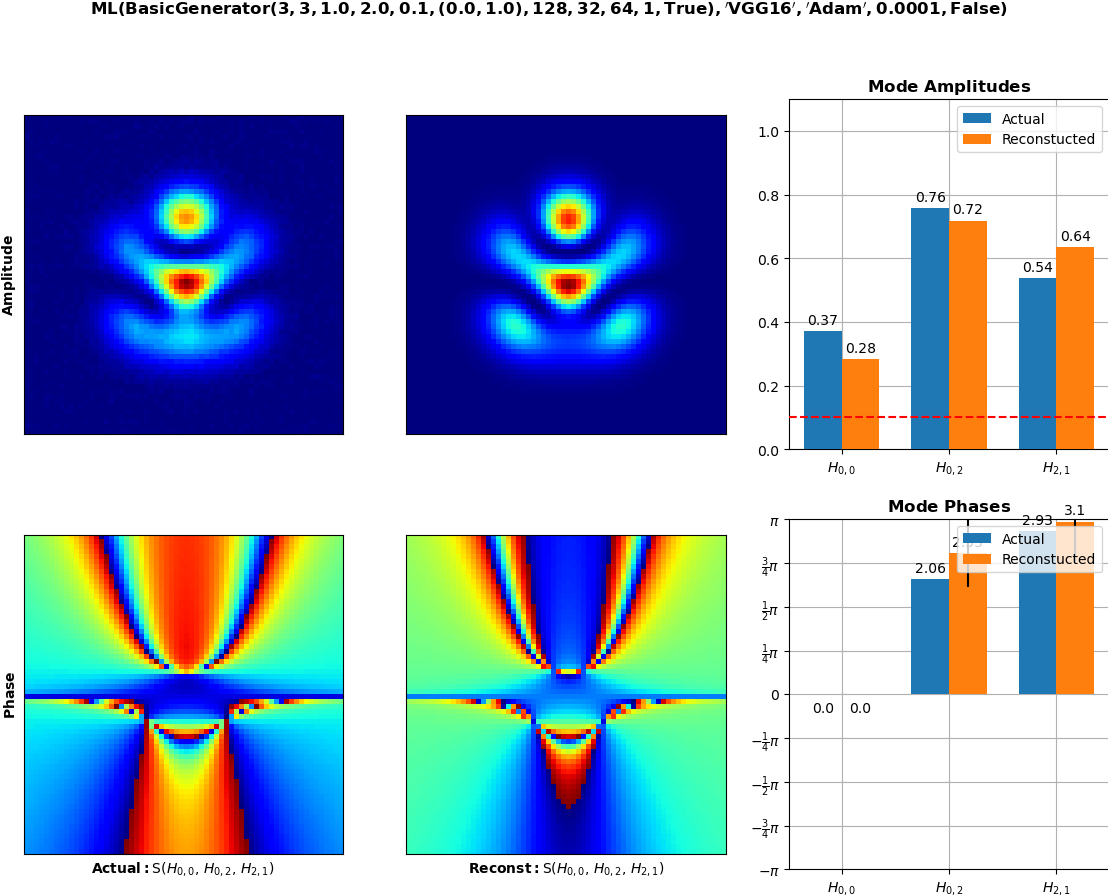 ML(BasicGenerator(3, 3, 1.0, 2.0, 0.1, (0.0, 1.0), 128, 32, 64, 1, True), 'VGG16', 'Adam', 0.0001, False)
Mode Amplitudes
Amplitude
Actual
Reconstucted
1.0
0.8
0.6
0.4
0.2
0.0
0.37
0.28
0.76
0.72
0.54
0.64
H0,0
H0,2
H2,1
Mode Phases
Phase
Actual
Reconstucted
π
3/4π
1/2π
1/4π
0
−1/4π
−1/2π
−3/4π
−π
0.0
0.0
2.06
2.93
3.1
H0,0
H0,2
H2,1
Actual: S(H0,0, H0,2, H2,1)
Reconst: S(H0,0, H0,2, H2,1)